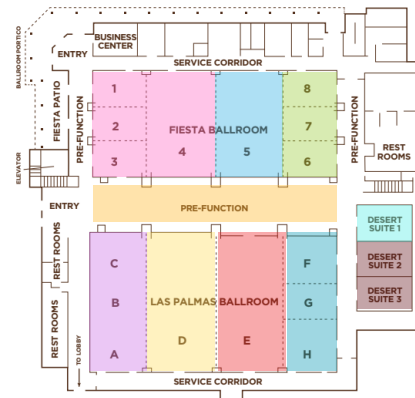 BUSINESS
CENTER
ENTRY
SERVICE CORRIDOR
BALLROOM PORTICO
FIESTA PATIO
PRE-FUNCTION
1
2
3
4
FIESTA BALLROOM
5
8
7
6
PRE-FUNCTION
REST
ROOMS
ELEVATOR
ENTRY
PRE-FUNCTION
REST ROOMS
REST ROOMS
TO LOBBY
C
B
A
LAS PALMAS BALLROOM
D
E
F
G
H
DESERT
SUITE 1
DESERT
SUITE 2
DESERT
SUITE 3
SERVICE CORRIDOR